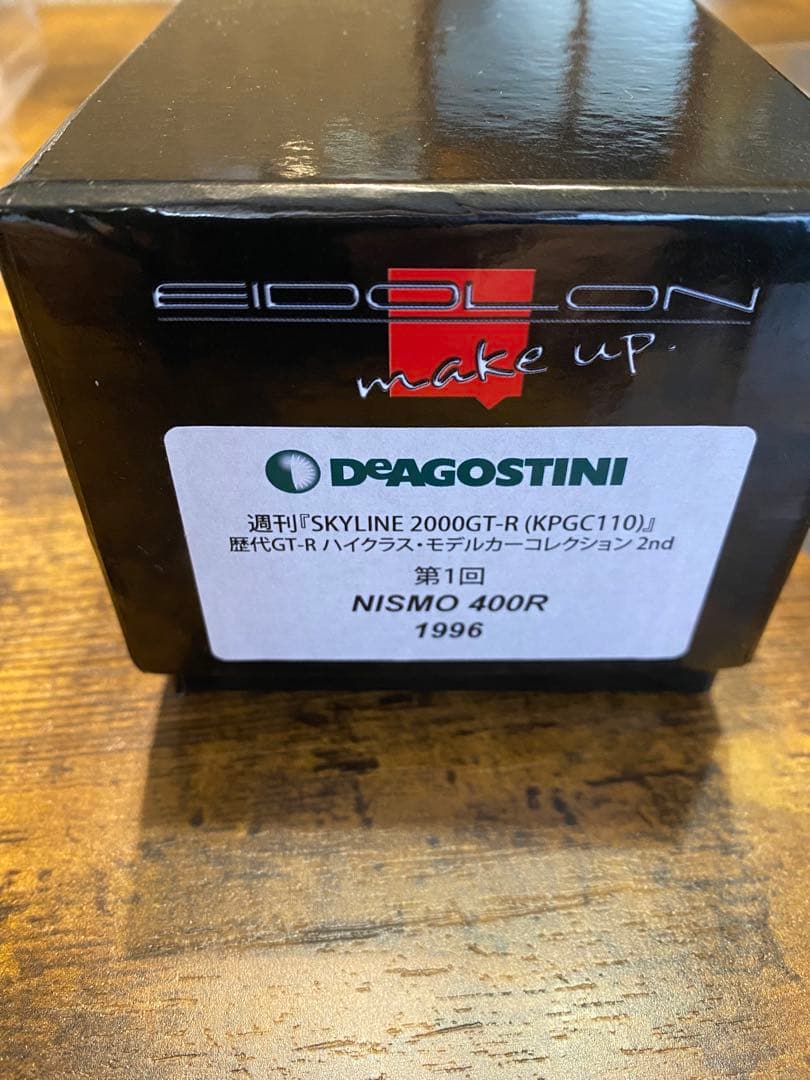 EIDOLON
make up.
DeAGOSTINI
週刊『SKYLINE 2000GT-R (KPGC110)』
歴代GT-R ハイクラス・モデルカーコレクション 2nd
第1回
NISMO 400R
1996